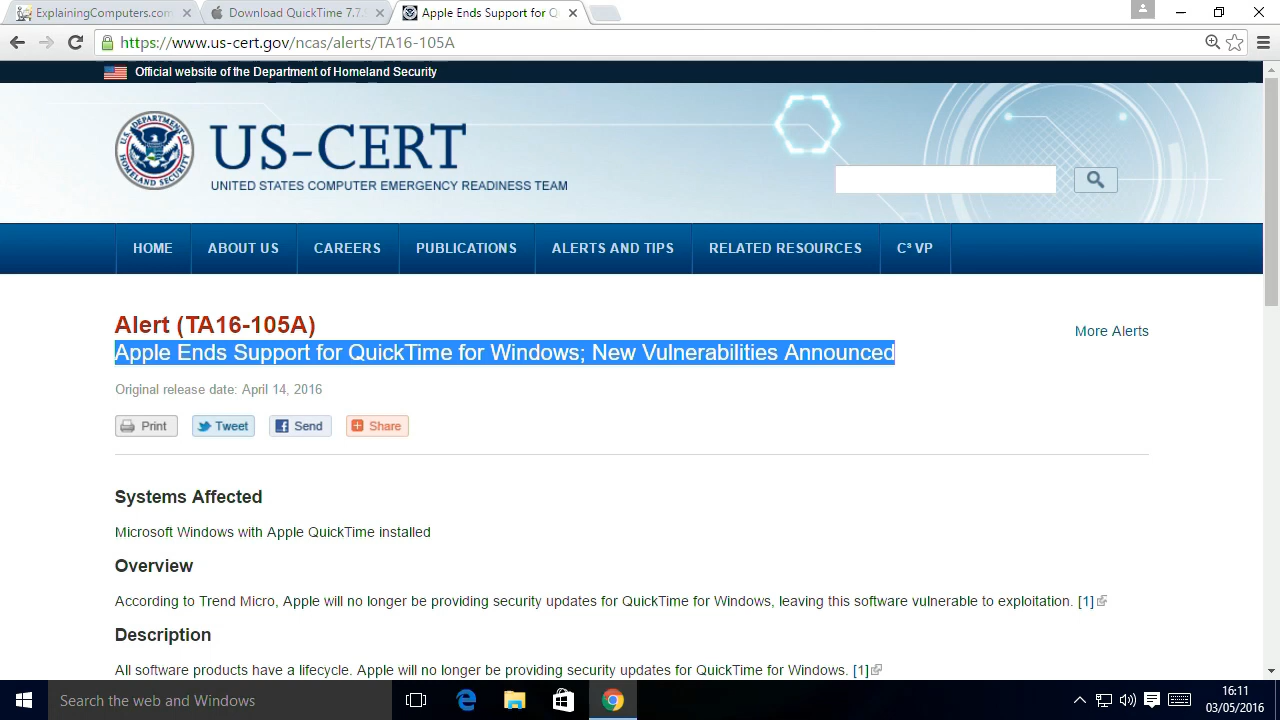 ExplainingComputers.com
Download QuickTime 7.7.
Apple Ends Support for Q
https://www.us-cert.gov/ncas/alerts/TA16-105A
Official website of the Department of Homeland Security
U.S. DEPARTMENT OF HOMELAND SECURITY
US-CERT
UNITED STATES COMPUTER EMERGENCY READINESS TEAM
HOME ABOUT US CAREERS PUBLICATIONS ALERTS AND TIPS RELATED RESOURCES C³ VP
Alert (TA16-105A)
More Alerts
Apple Ends Support for QuickTime for Windows; New Vulnerabilities Announced
Original release date: April 14, 2016
Print Tweet Send Share
Systems Affected
Microsoft Windows with Apple QuickTime installed
Overview
According to Trend Micro, Apple will no longer be providing security updates for QuickTime for Windows, leaving this software vulnerable to exploitation. [1]
Description
All software products have a lifecycle. Apple will no longer be providing security updates for QuickTime for Windows. [1]
Search the web and Windows
16:11
03/05/2016